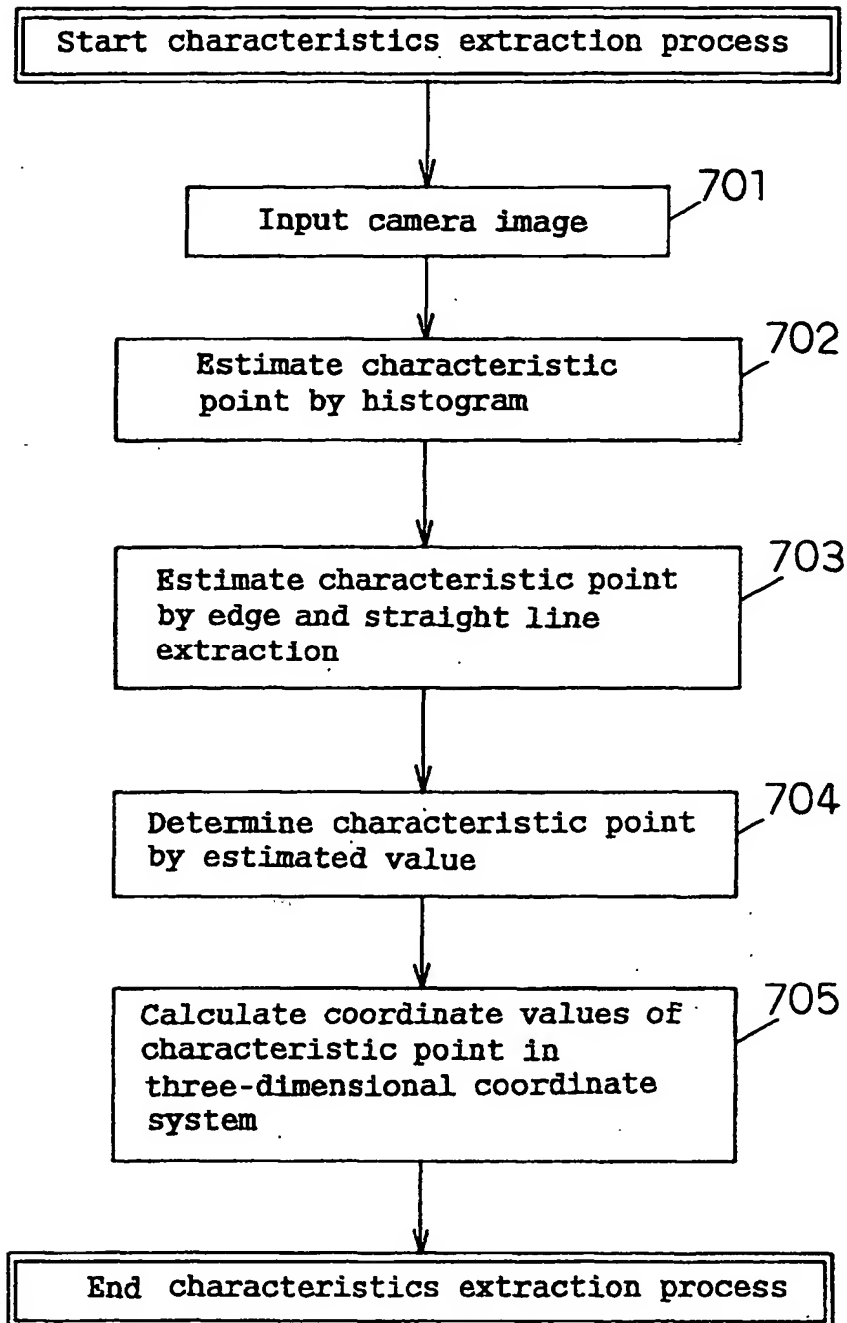 Start characteristics extraction process
701
Input camera image
702
Estimate characteristic
point by histogram
703
Estimate characteristic point
by edge and straight line
extraction
704
Determine characteristic point
by estimated value
705
Calculate coordinate values of
characteristic point in
three-dimensional coordinate
system
End characteristics extraction process